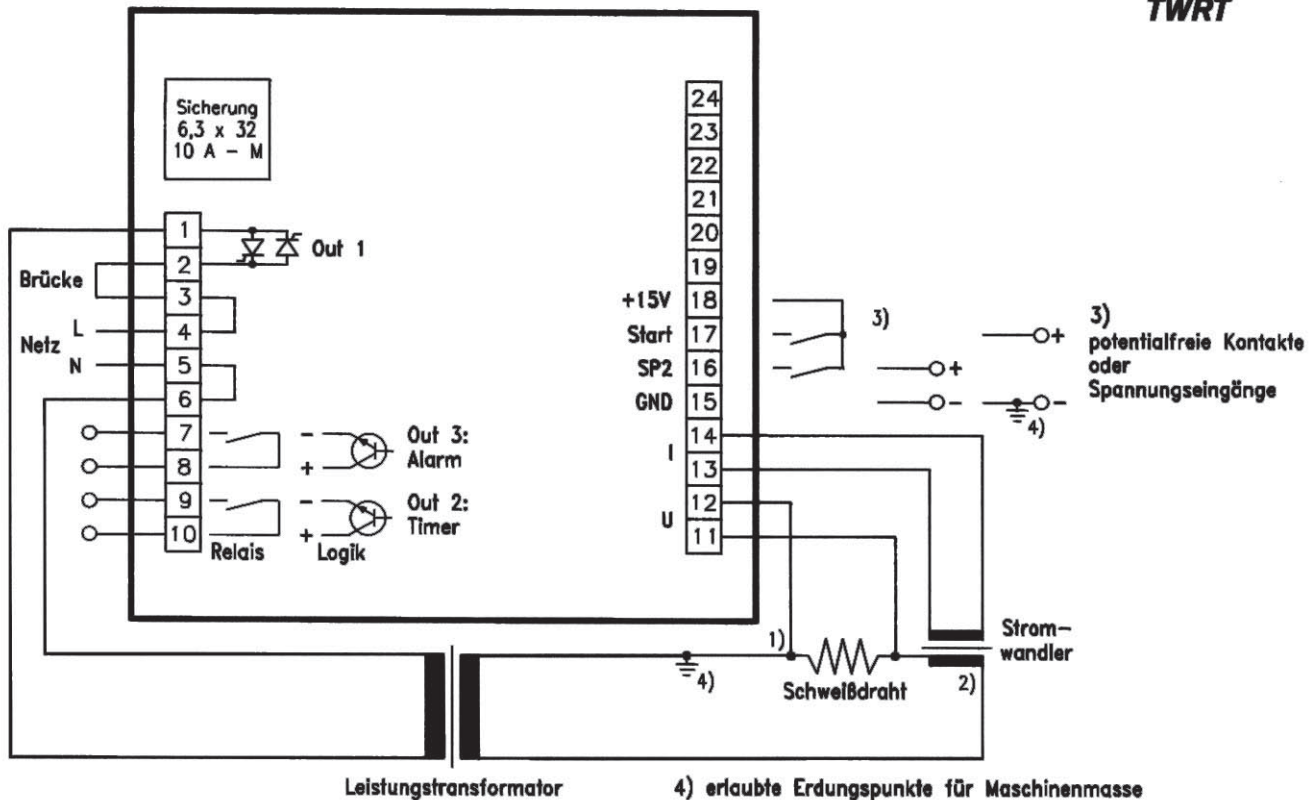 TWRT
Sicherung
6,3 x 32
10 A – M
24
23
22
21
20
19
+15V 18
Start 17
SP2 16
GND 15
14
I
13
12
U
11
1
2
3
4
5
6
7
8
9
10
Out 1
Brücke
L
Netz
N
– Out 3:
+ Alarm
– Out 2:
+ Timer
Relais Logik
3)
+
–
+
–
4)
3)
potentialfreie Kontakte
oder
Spannungseingänge
1)
4)
Schweißdraht
2)
Strom–
wandler
Leistungstransformator
4) erlaubte Erdungspunkte für Maschinenmasse